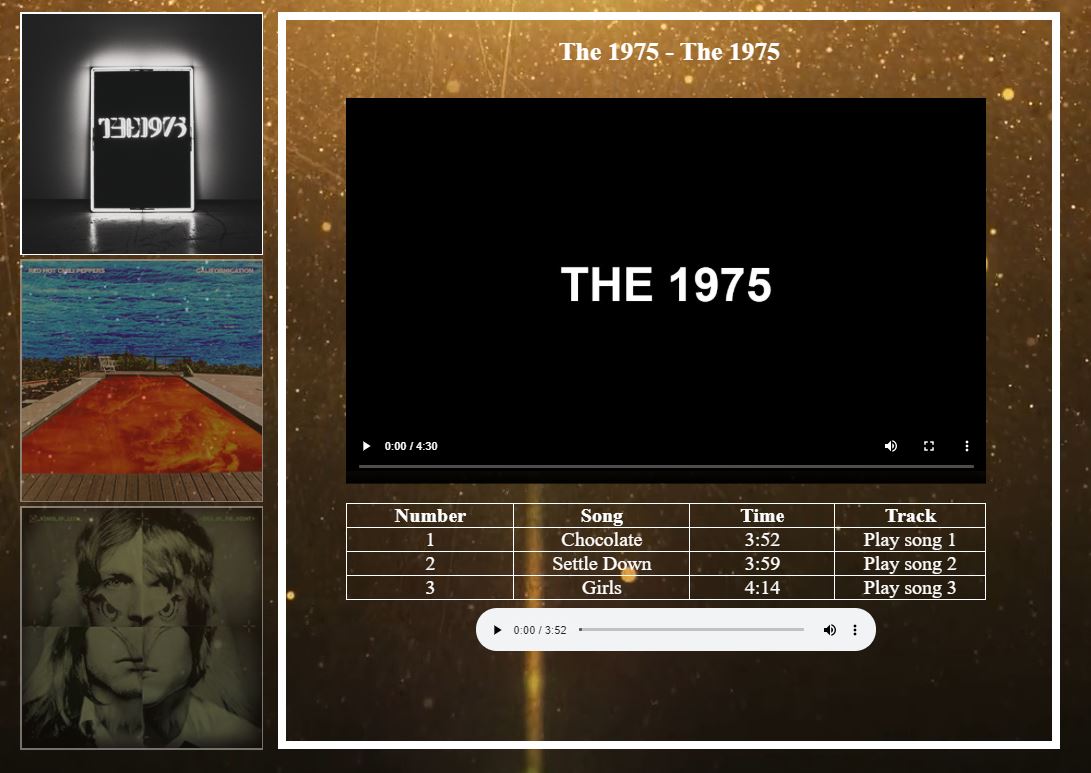 THE1975
RED HOT CHILI PEPPERS
CALIFORNICATION
The 1975 - The 1975
THE 1975
0:00 / 4:30
Number Song Time Track
1 Chocolate 3:52 Play song 1
2 Settle Down 3:59 Play song 2
3 Girls 4:14 Play song 3
0:00 / 3:52